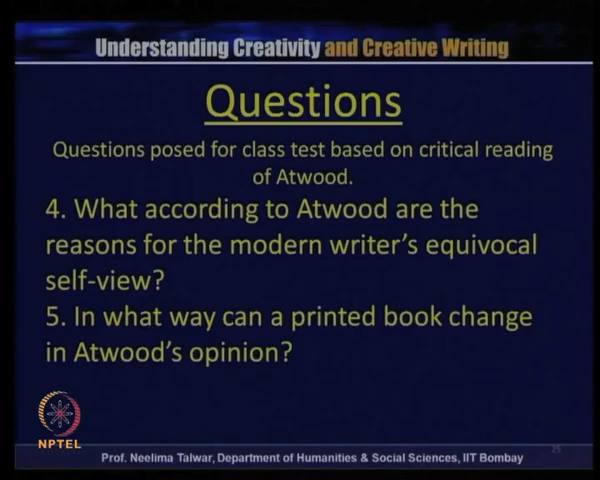 Understanding Creativity and Creative Writing
Questions
Questions posed for class test based on critical reading
of Atwood.
4. What according to Atwood are the
reasons for the modern writer's equivocal
self-view?
5. In what way can a printed book change
in Atwood's opinion?
NPTEL
25
Prof. Neelima Talwar, Department of Humanities & Social Sciences, IIT Bombay